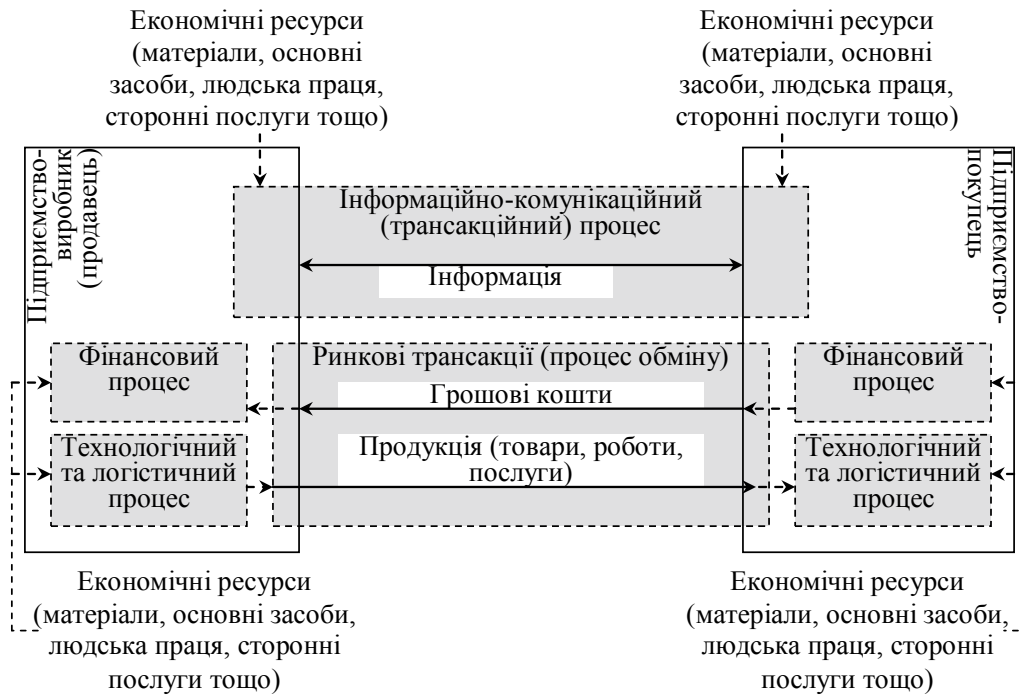 Економічні ресурси
(матеріали, основні
засоби, людська праця,
сторонні послуги тощо)
Економічні ресурси
(матеріали, основні
засоби, людська праця,
сторонні послуги тощо)
Підприємство-
виробник
(продавець)
Підприємство-
покупець
Інформаційно-комунікаційний
(трансакційний) процес
Інформація
Фінансовий
процес
Ринкові трансакції (процес обміну)
Грошові кошти
Фінансовий
процес
Технологічний
та логістичний
процес
Продукція (товари, роботи,
послуги)
Технологічний
та логістичний
процес
Економічні ресурси
(матеріали, основні засоби,
людська праця, сторонні
послуги тощо)
Економічні ресурси
(матеріали, основні засоби,
людська праця, сторонні
послуги тощо)